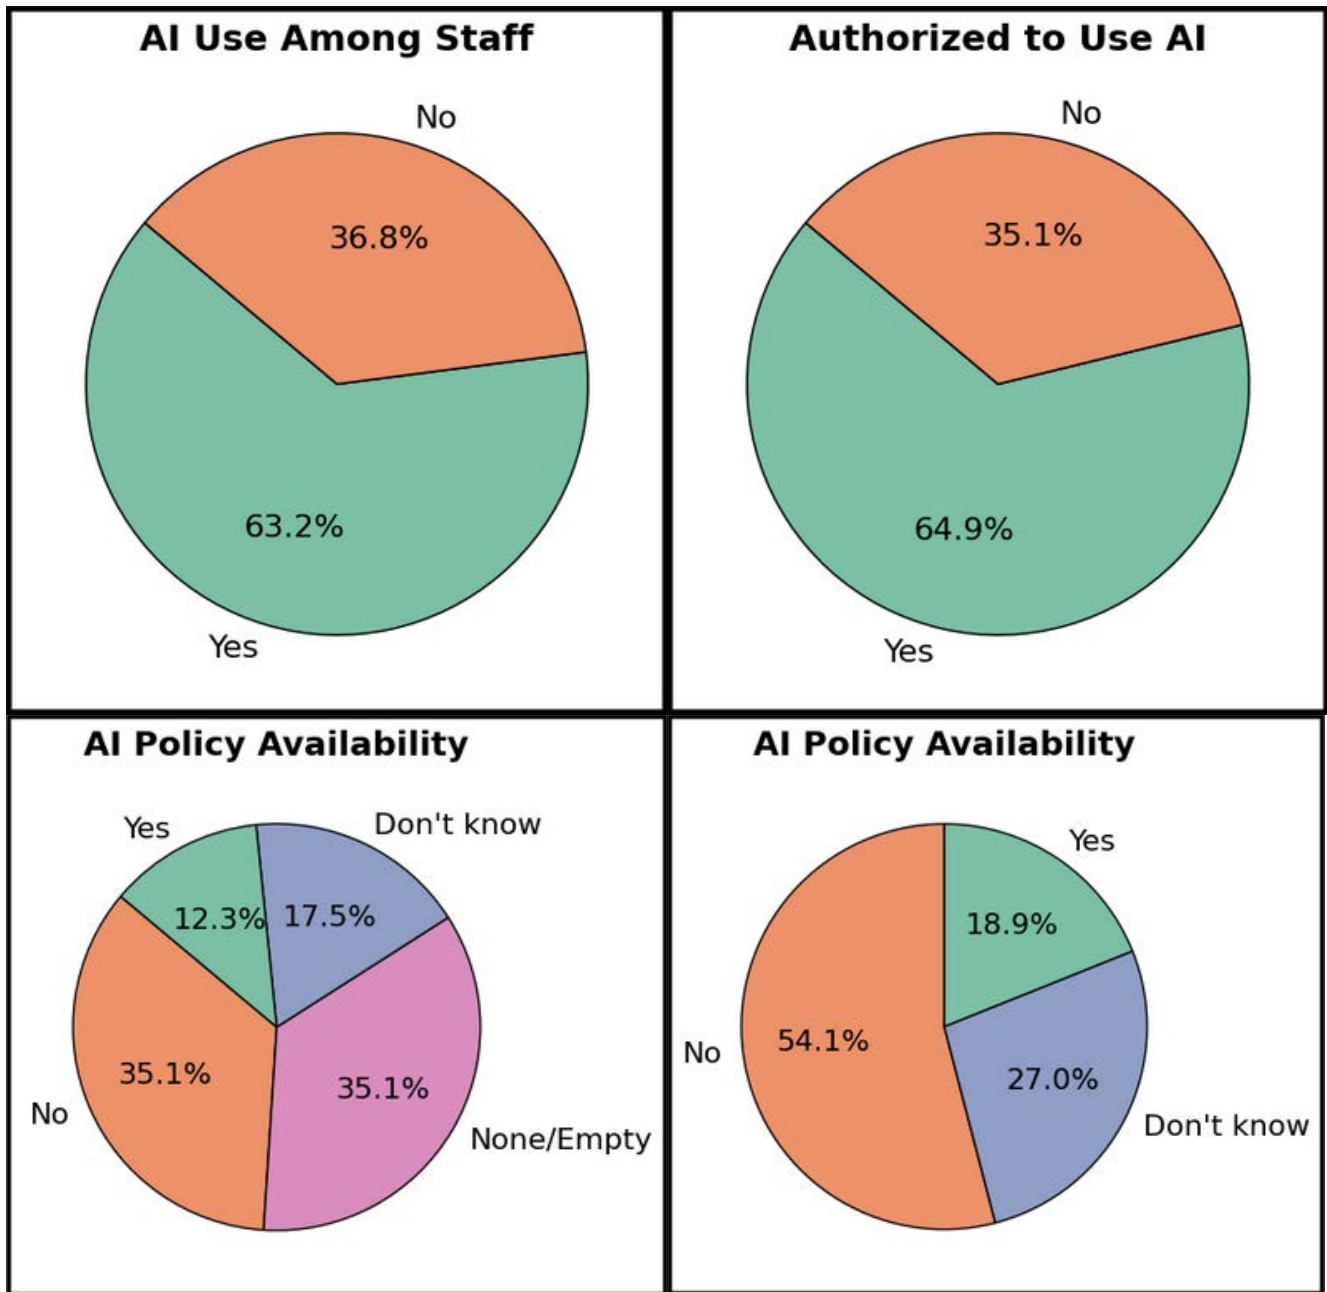 AI Use Among Staff
No
36.8%
63.2%
Yes
Authorized to Use AI
No
35.1%
64.9%
Yes
AI Policy Availability
Yes
Don't know
12.3%
17.5%
35.1%
35.1%
No
None/Empty
AI Policy Availability
Yes
18.9%
No
54.1%
27.0%
Don't know